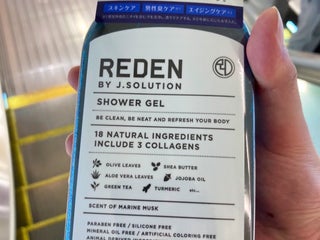 スキンケア 男性臭ケア エイジングケア
REDEN
BY J.SOLUTION
SHOWER GEL
BE CLEAN, BE NEAT AND REFRESH YOUR BODY
18 NATURAL INGREDIENTS
INCLUDE 3 COLLAGENS
OLIVE LEAVES SHEA BUTTER
ALOE VERA LEAVES JOJOBA OIL
GREEN TEA TURMERIC etc...
SCENT OF MARINE MUSK
PARABEN FREE / SILICONE FREE
MINERAL OIL FREE / ARTIFICIAL COLORING FREE